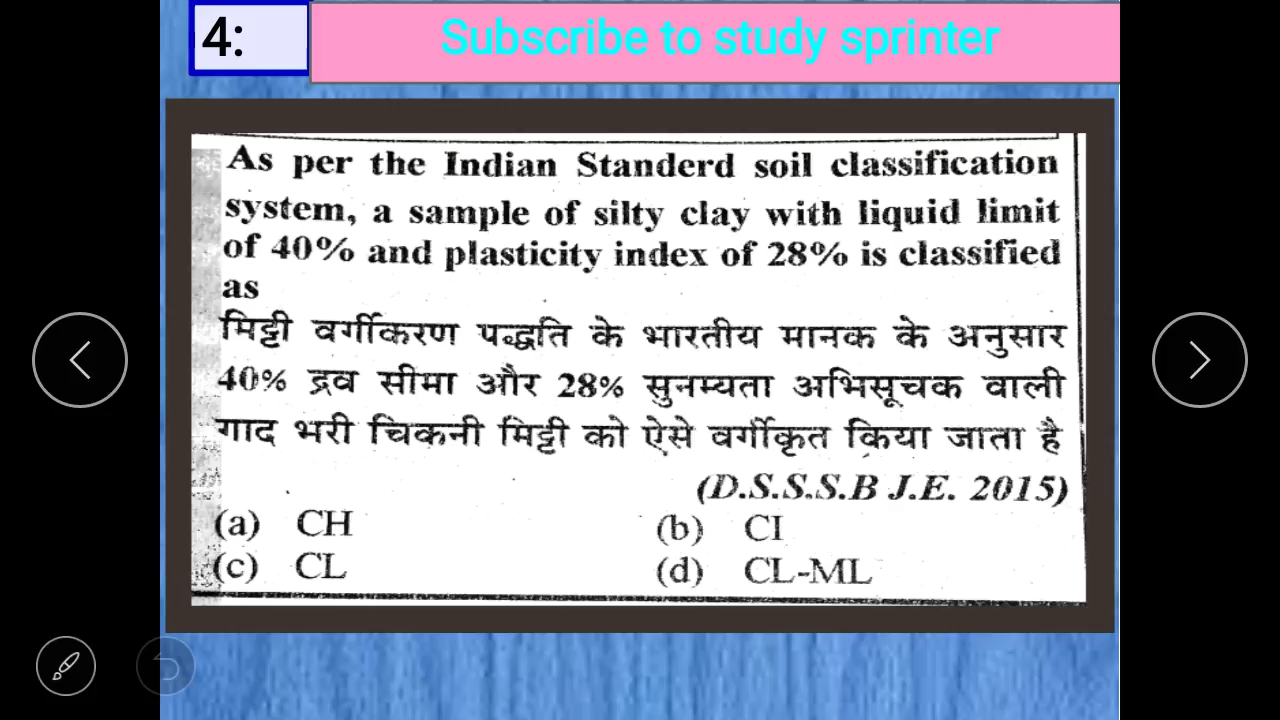 4:
Subscribe to study sprinter
As per the Indian Standerd soil classification
system, a sample of silty clay with liquid limit
of 40% and plasticity index of 28% is classified
as
मिट्टी वर्गीकरण पद्धति के भारतीय मानक के अनुसार
40% द्रव सीमा और 28% सुनम्यता अभिसूचक वाली
गाद भरी चिकनी मिट्टी को ऐसे वर्गीकृत किया जाता है
(D.S.S.S.B J.E. 2015)
(a) CH (b) CI
(c) CL (d) CL-ML